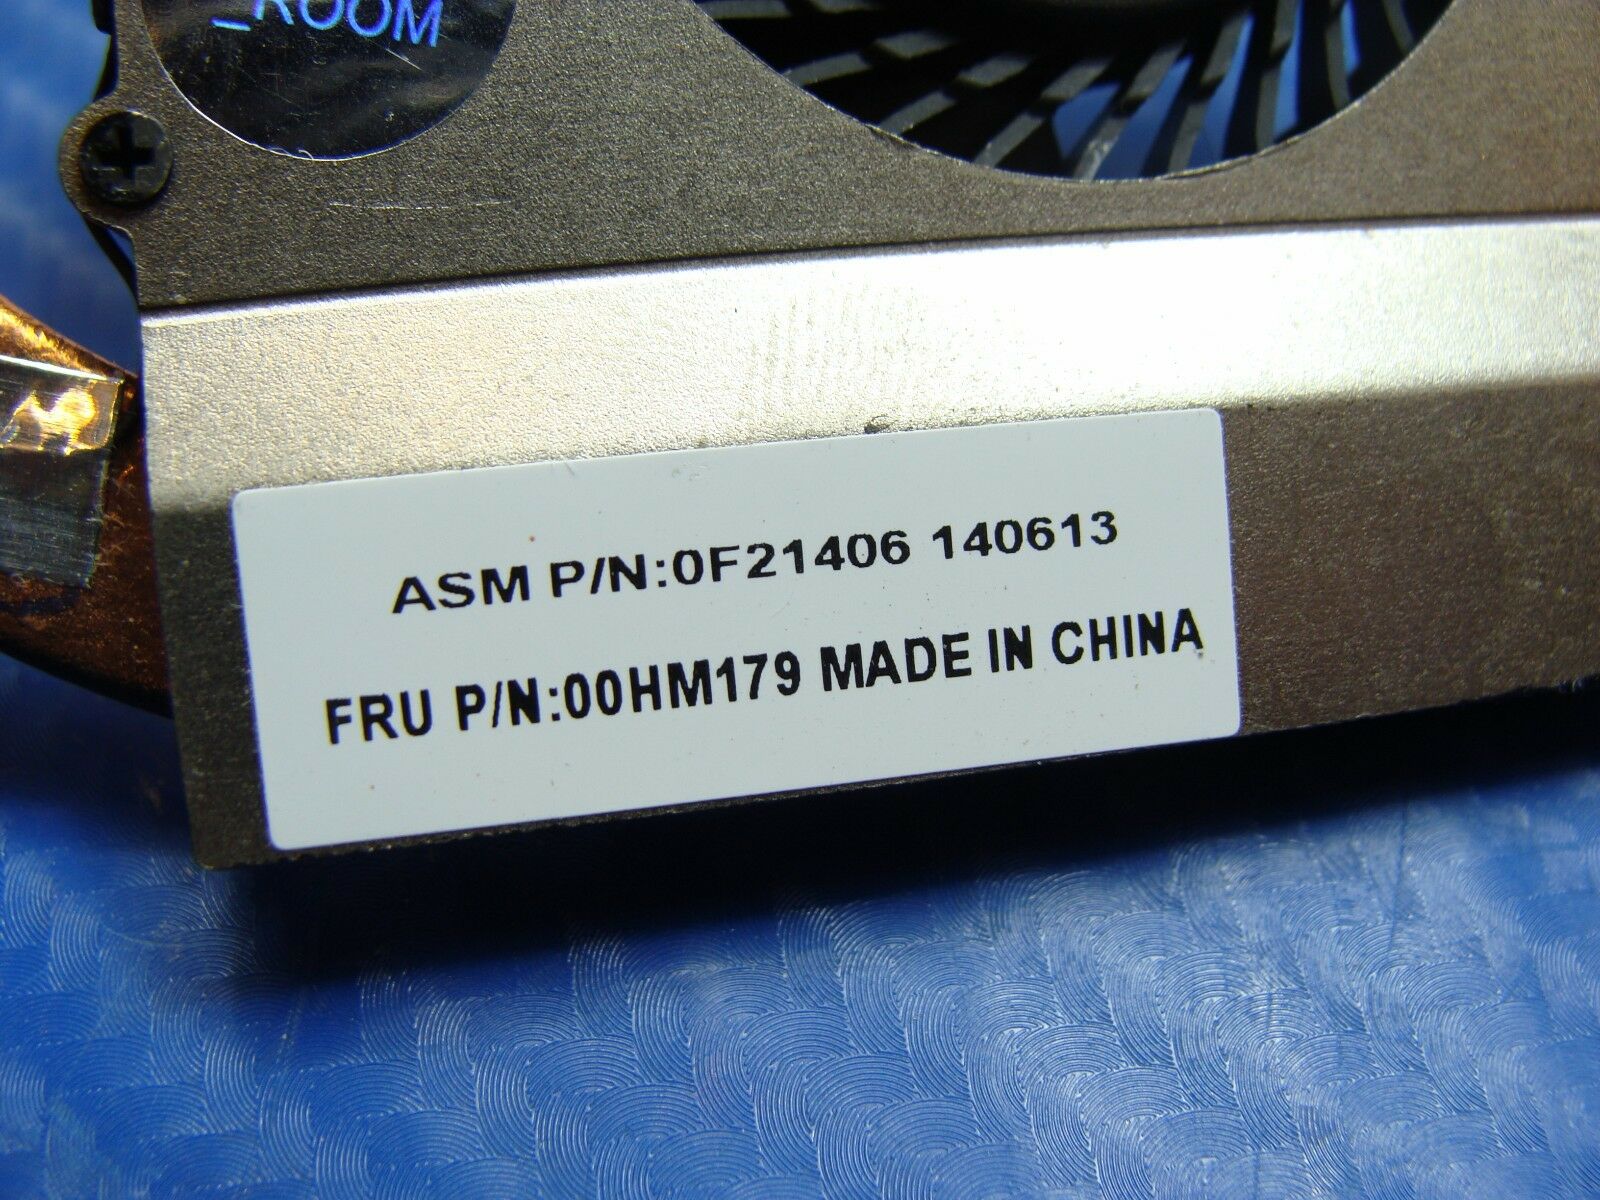 _ROOM
ASM P/N:0F21406 140613
FRU P/N:00HM179 MADE IN CHINA